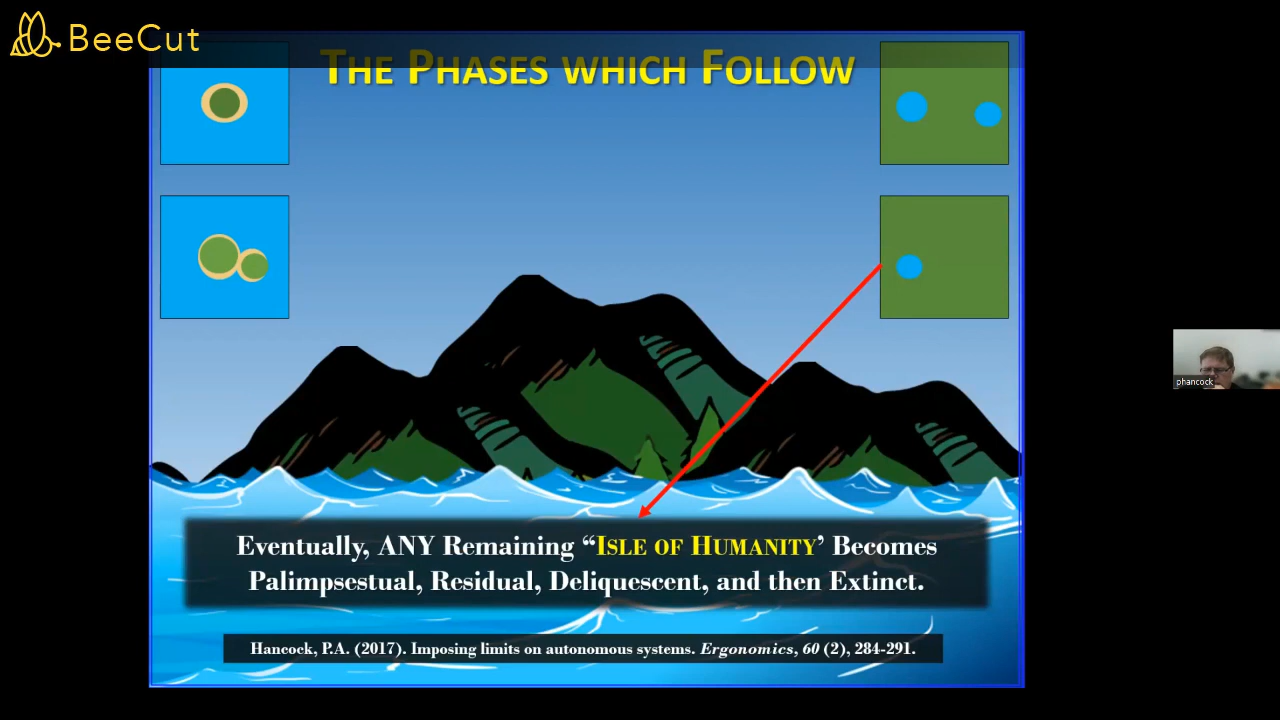 BeeCut
THE PHASES WHICH FOLLOW
Eventually, ANY Remaining “ISLE OF HUMANITY’ Becomes
Palimpsestual, Residual, Deliquescent, and then Extinct.
Hancock, P.A. (2017). Imposing limits on autonomous systems. Ergonomics, 60 (2), 284-291.
phancock